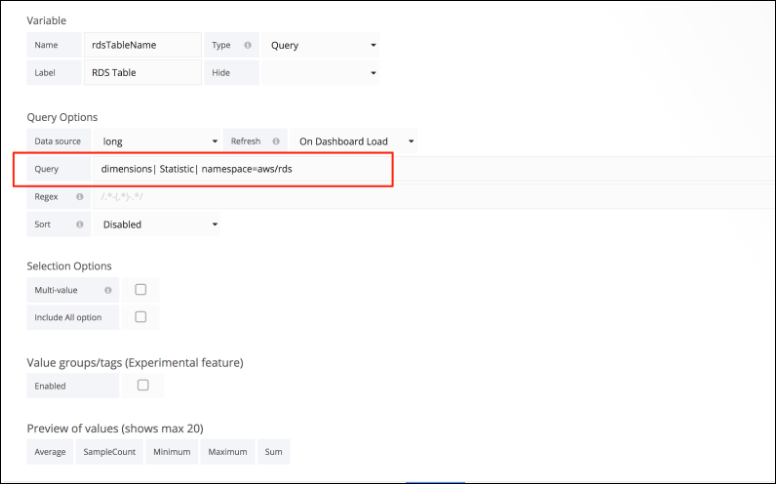 Variable
Name rdsTableName Type Query
Label RDS Table Hide
Query Options
Data source long Refresh On Dashboard Load
Query dimensions| Statistic| namespace=aws/rds
Regex /.*-(.*)-.*/
Sort Disabled
Selection Options
Multi-value
Include All option
Value groups/tags (Experimental feature)
Enabled
Preview of values (shows max 20)
Average SampleCount Minimum Maximum Sum